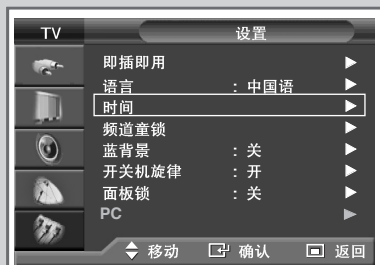 TV 设置
即插即用
语言 : 中国语
时间
频道童锁
蓝背景 : 关
开关机旋律 : 开
面板锁 : 关
PC
移动 确认 返回